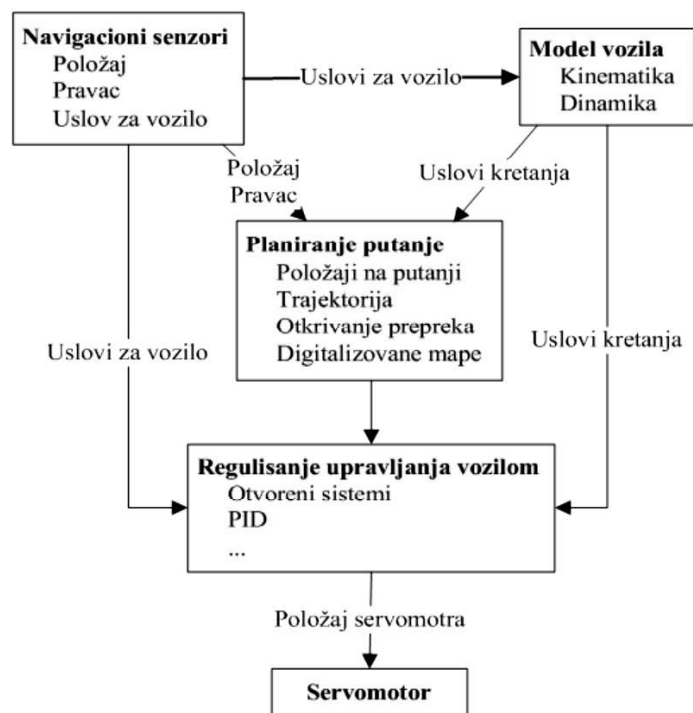 Navigacioni senzori
Položaj
Pravac
Uslov za vozilo
Uslovi za vozilo
Model vozila
Kinematika
Dinamika
Položaj
Pravac
Uslovi kretanja
Planiranje putanje
Položaji na putanji
Trajektorija
Otkrivanje prepreka
Digitalizovane mape
Uslovi za vozilo
Uslovi kretanja
Regulisanje upravljanja vozilom
Otvoreni sistemi
PID
...
Položaj servomotra
Servomotor